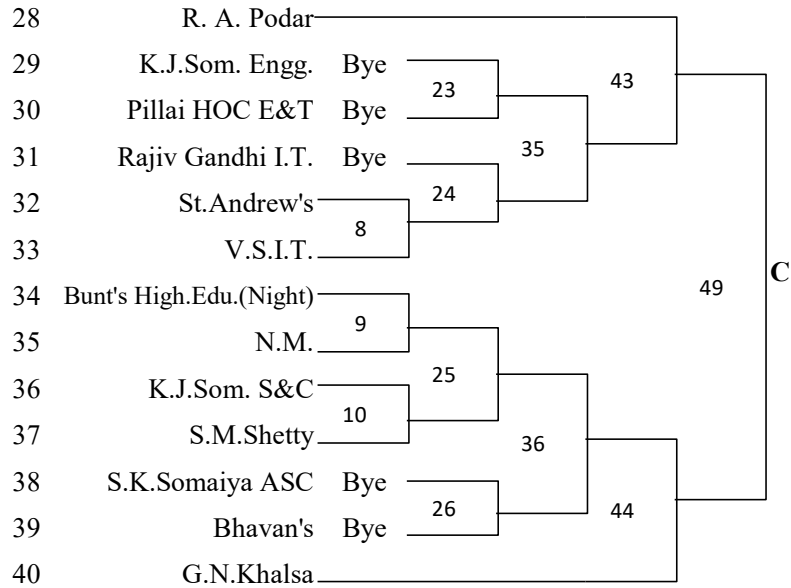 28 R. A. Podar
29 K.J.Som. Engg. Bye
23
43
30 Pillai HOC E&T Bye
35
31 Rajiv Gandhi I.T. Bye
24
32 St.Andrew's
8
33 V.S.I.T.
C
49
34 Bunt's High.Edu.(Night)
9
35 N.M.
25
36 K.J.Som. S&C
10
37 S.M.Shetty
36
38 S.K.Somaiya ASC Bye
26
44
39 Bhavan's Bye
40 G.N.Khalsa